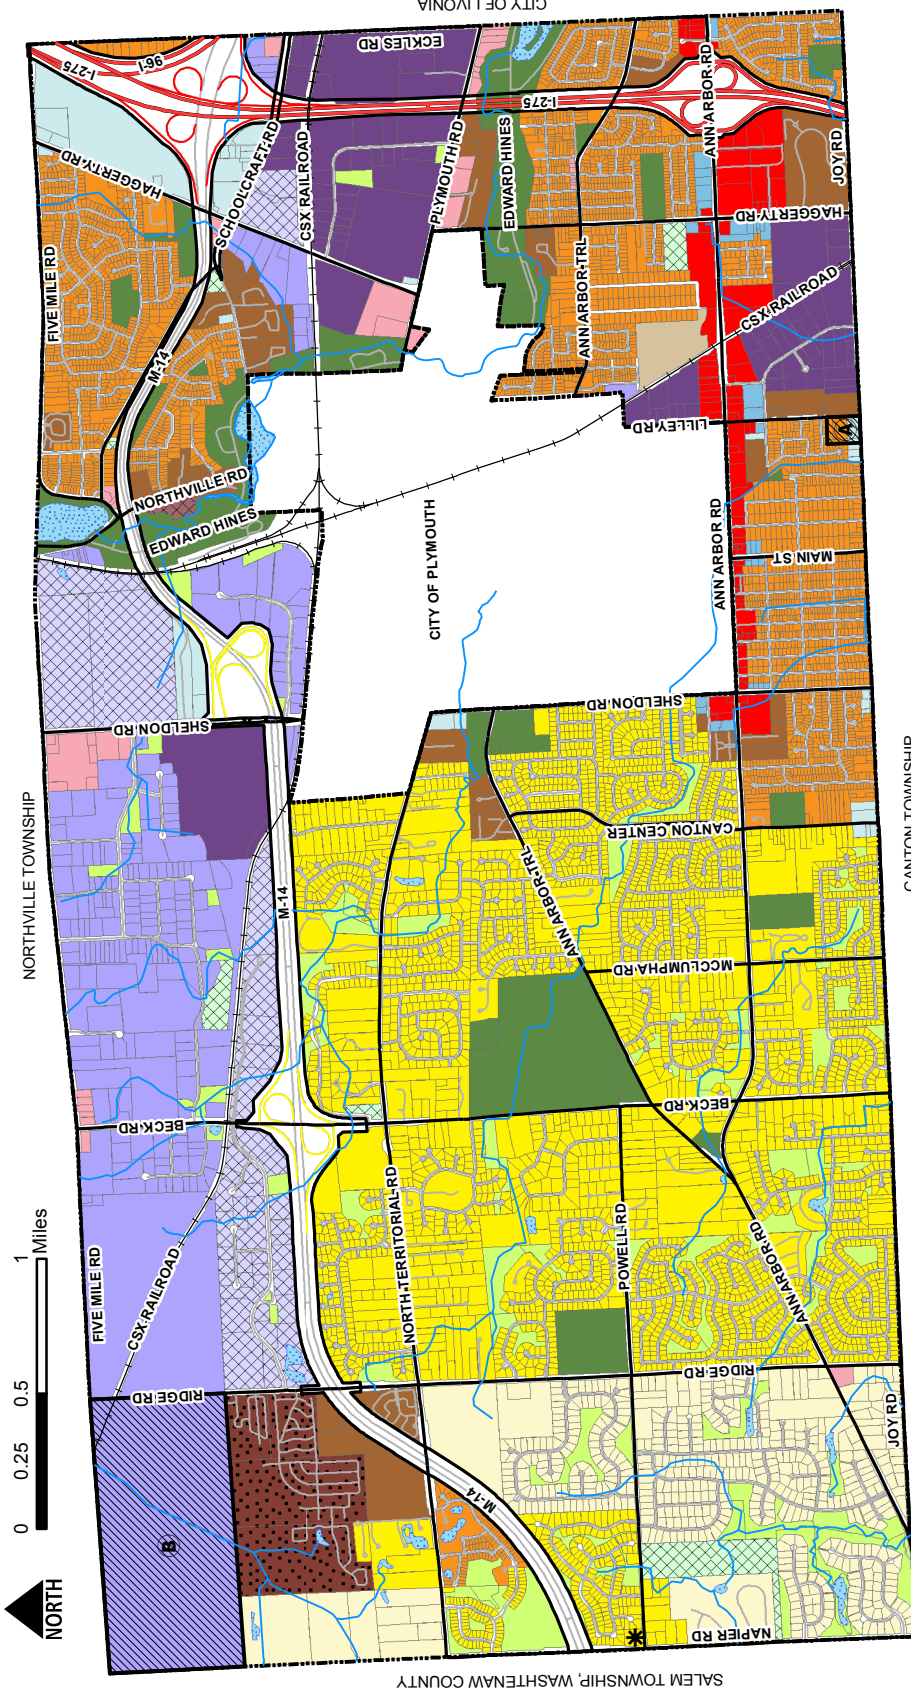 CITY OF LIVONIA
I-275
I-96
ECKLES RD
HAGGERTY RD
SCHOOLCRAFT RD
CSX RAILROAD
PLYMOUTH RD
EDWARD HINES
I-275
ANN ARBOR RD
JOY RD
FIVE MILE RD
M-14
ANN ARBOR TRL
HAGGERTY RD
CSX RAILROAD
NORTHVILLE RD
EDWARD HINES
LILLEY RD
A
CITY OF PLYMOUTH
ANN ARBOR RD
MAIN ST
SHELDON RD
SHELDON RD
NORTHVILLE TOWNSHIP
CANTON TOWNSHIP
M-14
CANTON CENTER
ANN ARBOR TRL
MCCLUMPHA RD
BECK RD
BECK RD
NORTH TERRITORIAL RD
POWELL RD
ANN ARBOR RD
FIVE MILE RD
CSX RAILROAD
RIDGE RD
RIDGE RD
JOY RD
M-14
B
NAPIER RD
SALEM TOWNSHIP, WASHTENAW COUNTY
0 0.25 0.5 1
Miles
NORTH